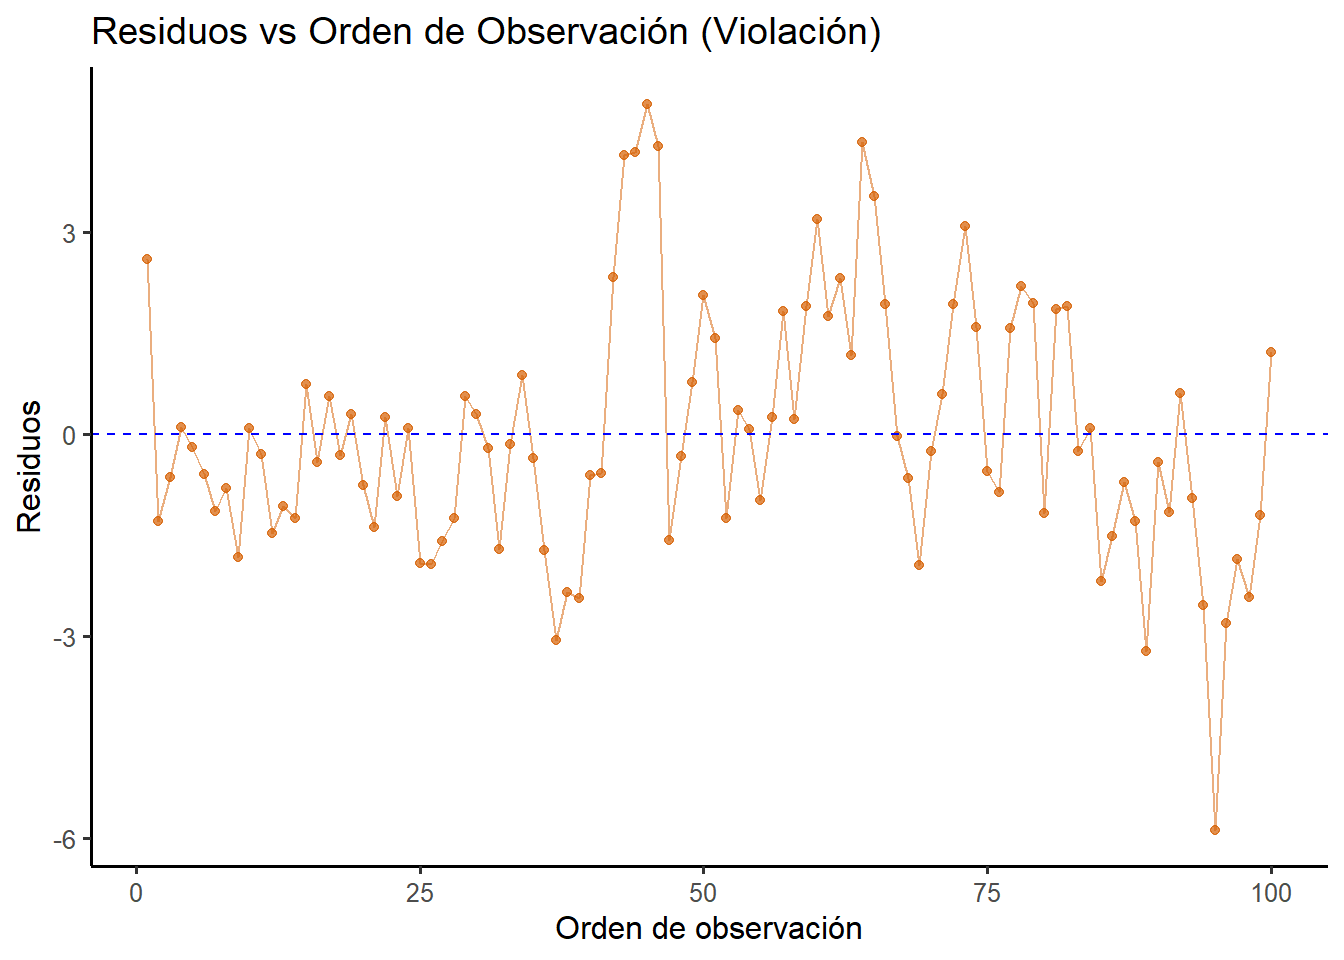 Residuos vs Orden de Observación (Violación)
Residuos
3
0
-3
-6
0 25 50 75 100
Orden de observación